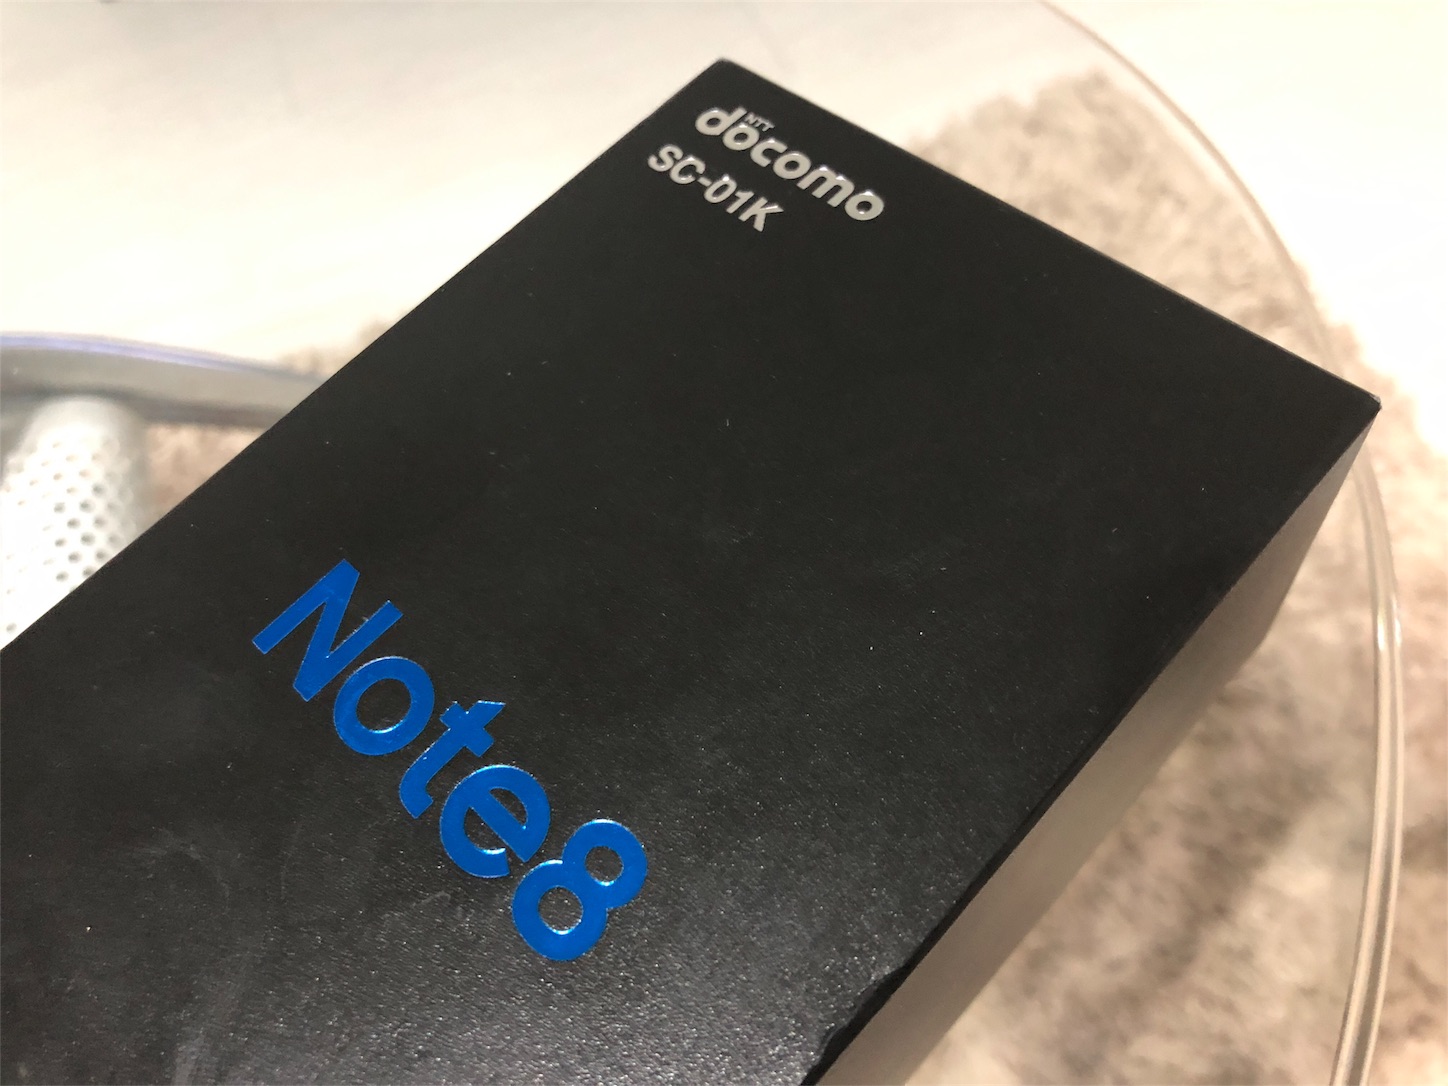 NTT
docomo
SC-01K
Note8